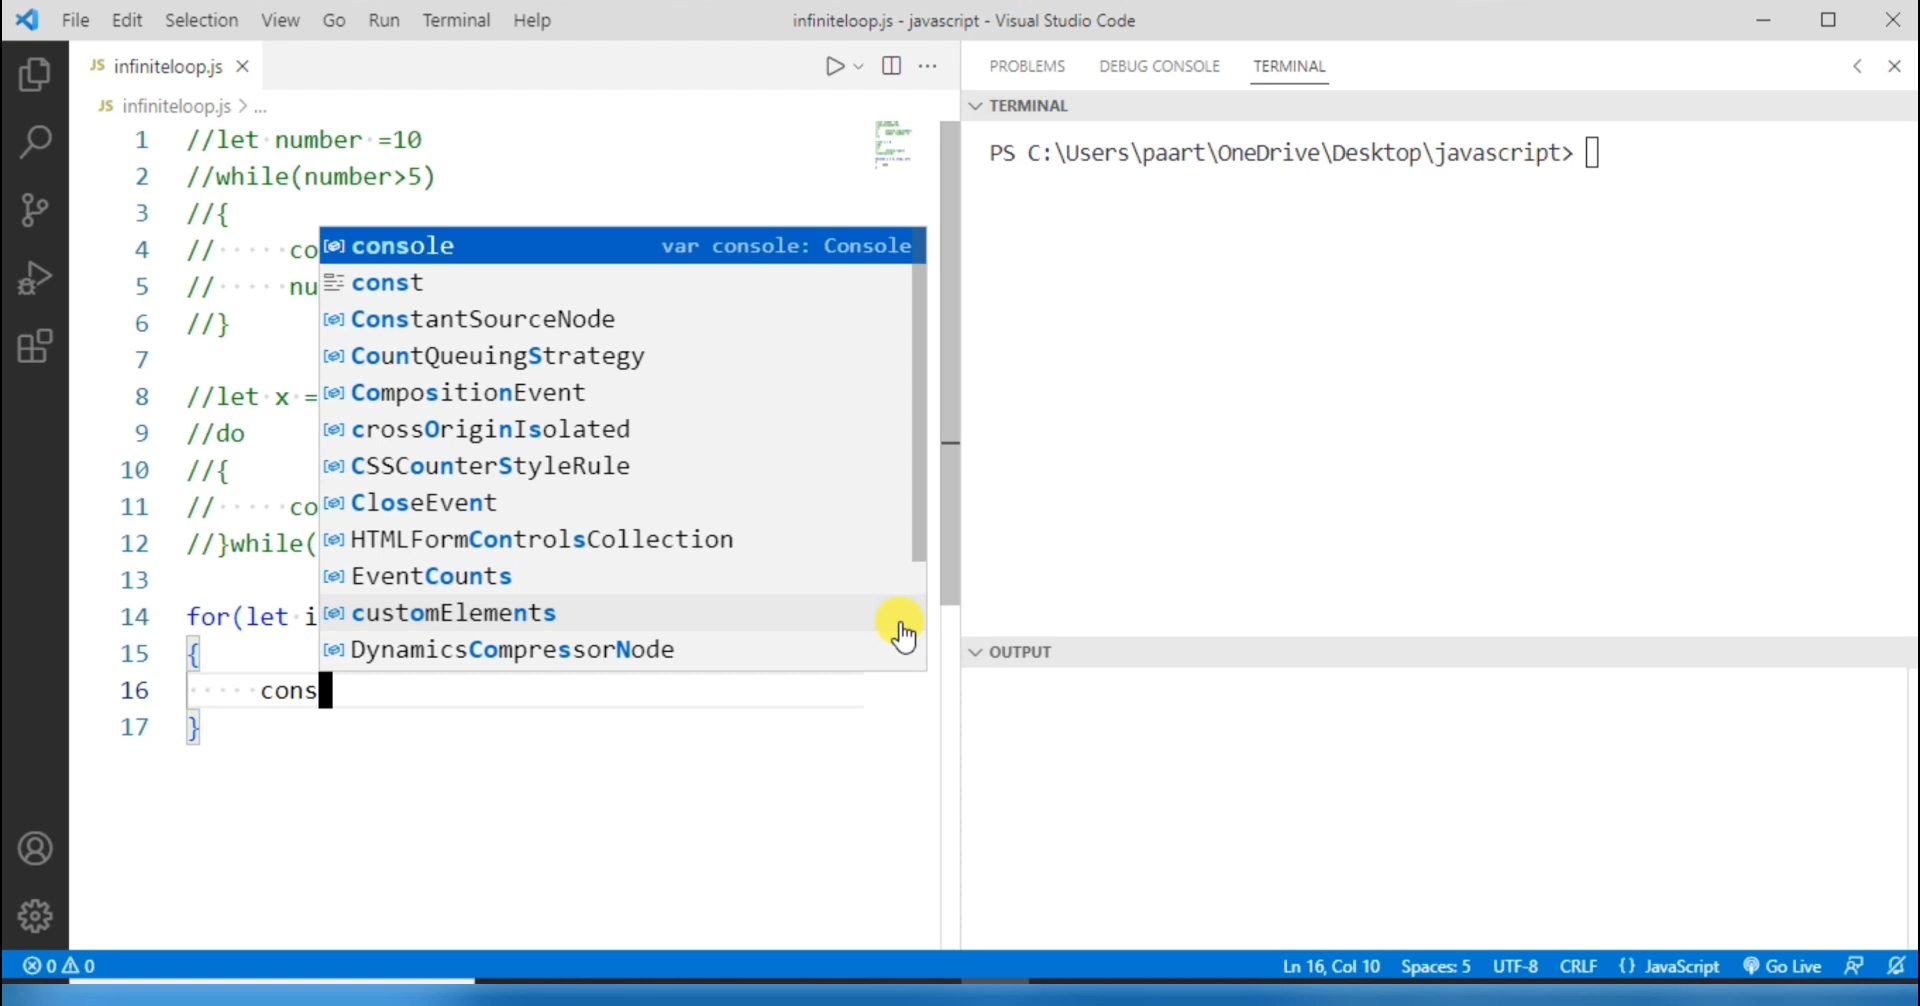 File Edit Selection View Go Run Terminal Help infiniteloop.js - javascript - Visual Studio Code
JS infiniteloop.js
JS infiniteloop.js > ...
1 //let number =10
2 //while(number>5)
3 //{
4 // co
5 // nu
6 //}
7
8 //let x =
9 //do
10 //{
11 // co
12 //}while(
13
14 for(let i
15 {
16 cons
17 }
console var console: Console
const
ConstantSourceNode
CountQueuingStrategy
CompositionEvent
crossOriginIsolated
CSSCounterStyleRule
CloseEvent
HTMLFormControlsCollection
EventCounts
customElements
DynamicsCompressorNode
PROBLEMS DEBUG CONSOLE TERMINAL
TERMINAL
PS C:\Users\paart\OneDrive\Desktop\javascript>
OUTPUT
0 0 Ln 16, Col 10 Spaces: 5 UTF-8 CRLF {} JavaScript Go Live